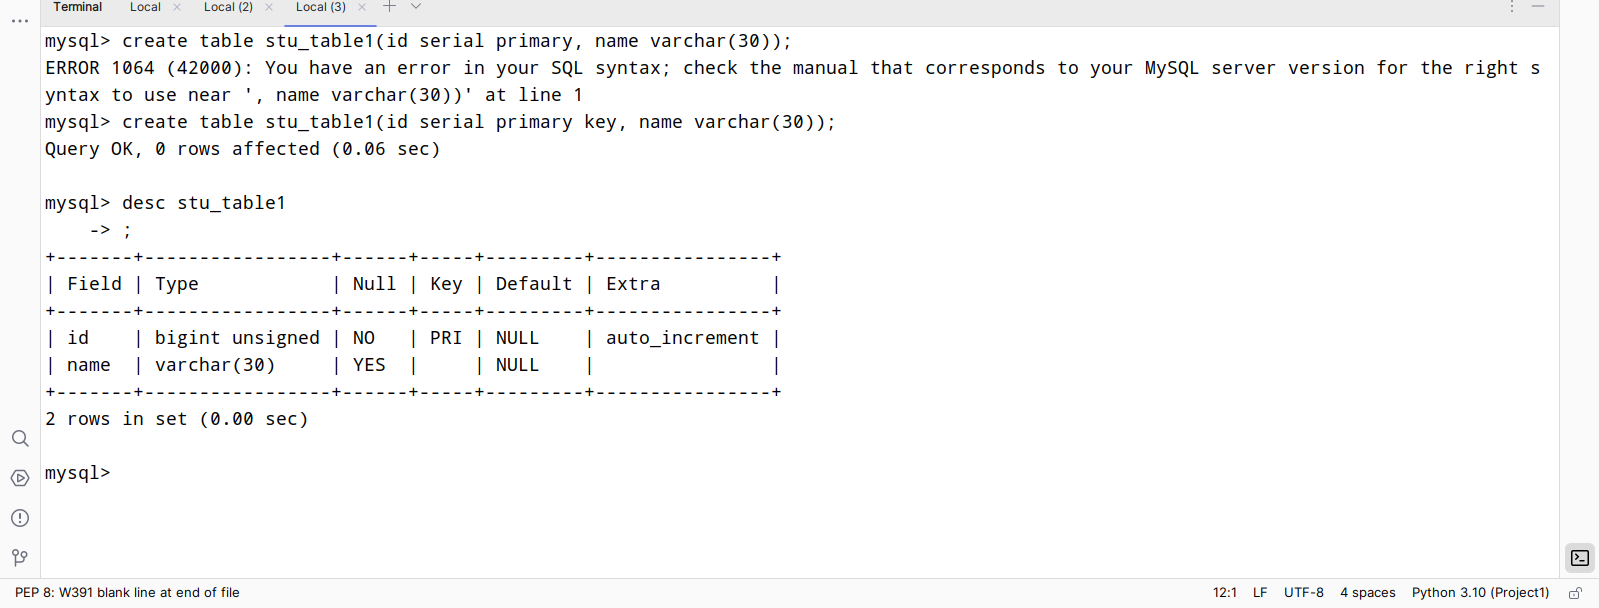 Terminal Local Local (2) Local (3)
mysql> create table stu_table1(id serial primary, name varchar(30));
ERROR 1064 (42000): You have an error in your SQL syntax; check the manual that corresponds to your MySQL server version for the right s
yntax to use near ', name varchar(30))' at line 1
mysql> create table stu_table1(id serial primary key, name varchar(30));
Query OK, 0 rows affected (0.06 sec)
mysql> desc stu_table1
    -> ;
+-------+-----------------+------+-----+---------+----------------+
| Field | Type            | Null | Key | Default | Extra          |
+-------+-----------------+------+-----+---------+----------------+
| id    | bigint unsigned | NO   | PRI | NULL    | auto_increment |
| name  | varchar(30)     | YES  |     | NULL    |                |
+-------+-----------------+------+-----+---------+----------------+
2 rows in set (0.00 sec)
mysql>
PEP 8: W391 blank line at end of file 12:1 LF UTF-8 4 spaces Python 3.10 (Project1)